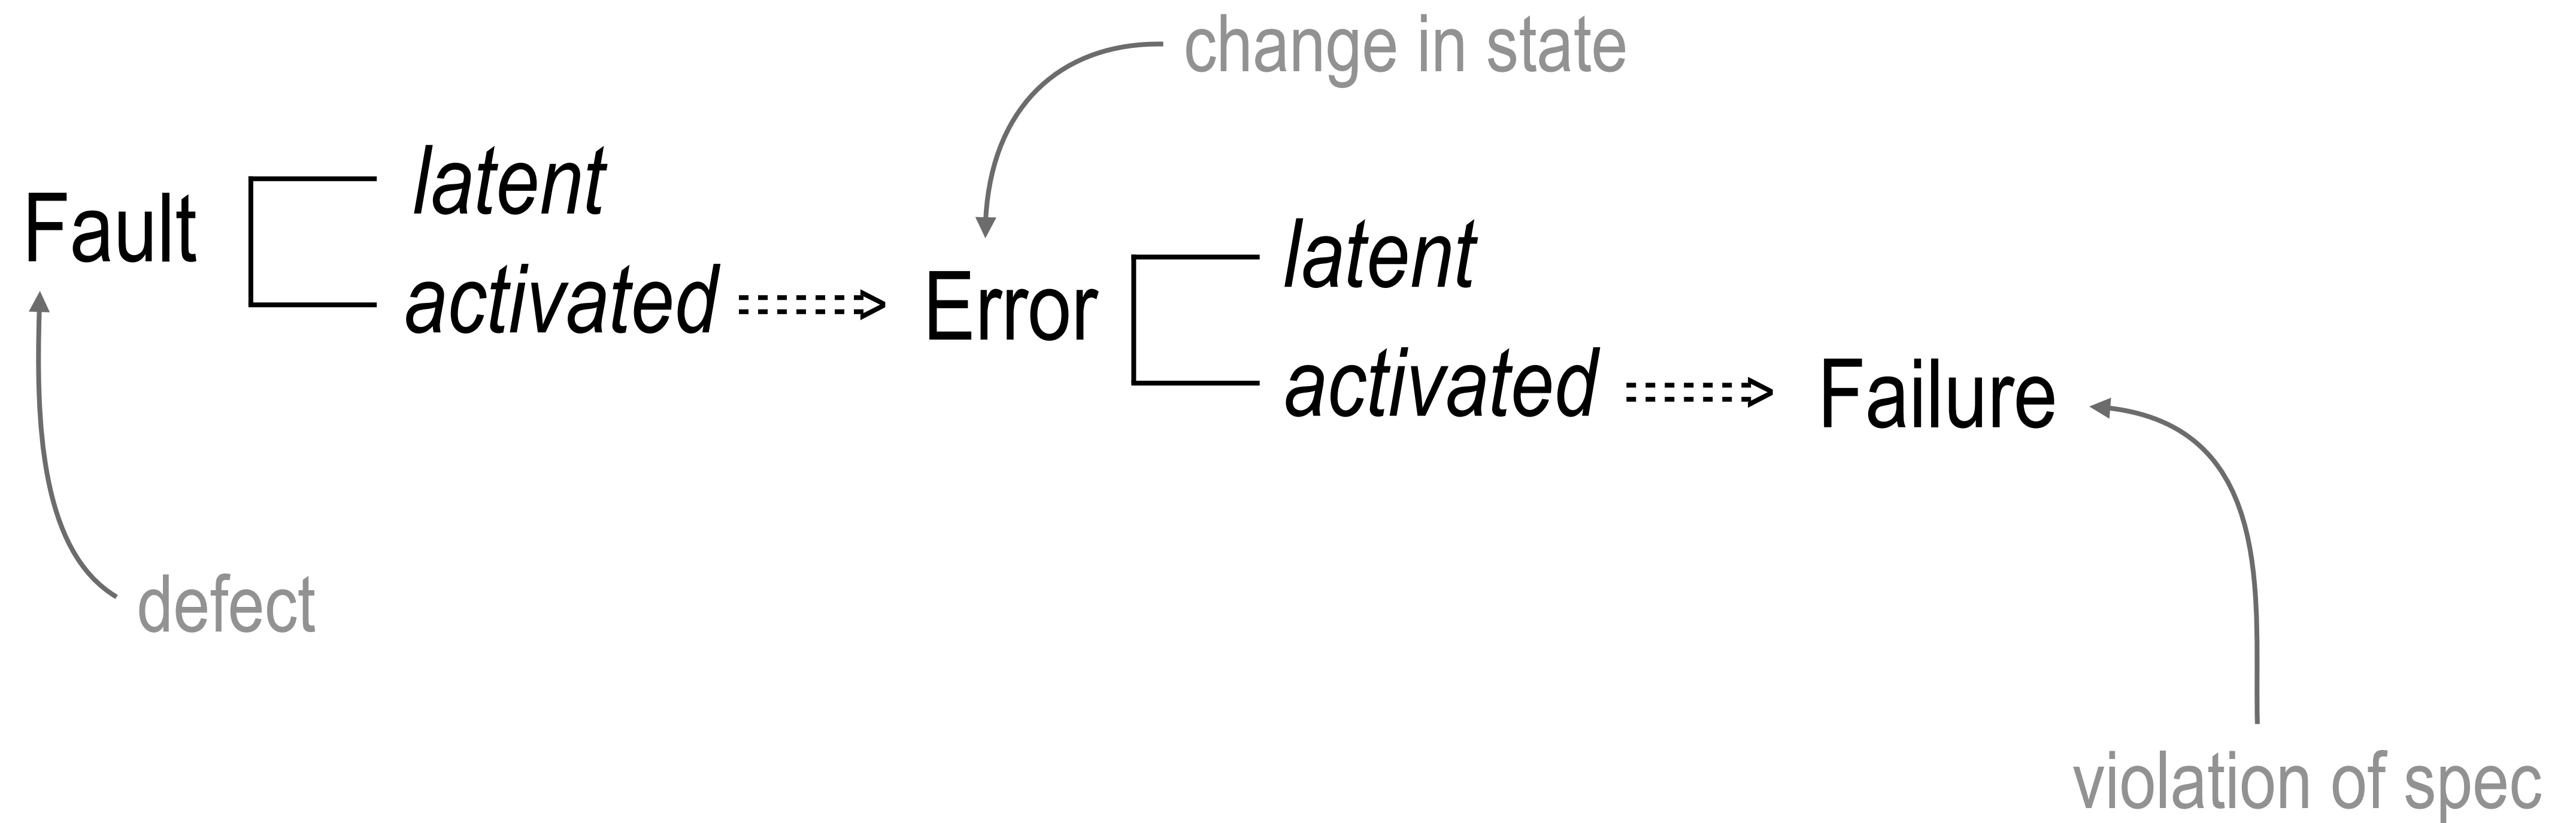 change in state
latent
Fault
activated
Error
latent
activated
Failure
defect
violation of spec